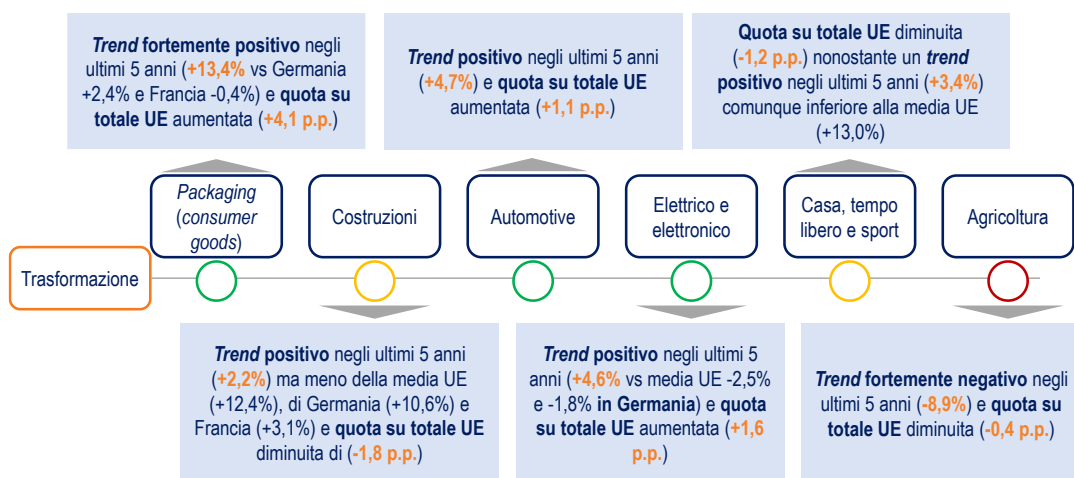 Trend fortemente positivo negli
ultimi 5 anni (+13,4% vs Germania
+2,4% e Francia -0,4%) e quota su
totale UE aumentata (+4,1 p.p.)
Trend positivo negli ultimi 5 anni
(+4,7%) e quota su totale UE
aumentata (+1,1 p.p.)
Quota su totale UE diminuita
(-1,2 p.p.) nonostante un trend
positivo negli ultimi 5 anni (+3,4%)
comunque inferiore alla media UE
(+13,0%)
Packaging
(consumer
goods)
Costruzioni
Automotive
Elettrico e
elettronico
Casa, tempo
libero e sport
Agricoltura
Trasformazione
Trend positivo negli ultimi 5 anni
(+2,2%) ma meno della media UE
(+12,4%), di Germania (+10,6%) e
Francia (+3,1%) e quota su totale UE
diminuita di (-1,8 p.p.)
Trend positivo negli ultimi 5
anni (+4,6% vs media UE -2,5%
e -1,8% in Germania) e quota
su totale UE aumentata (+1,6
p.p.)
Trend fortemente negativo negli
ultimi 5 anni (-8,9%) e quota su
totale UE diminuita (-0,4 p.p.)